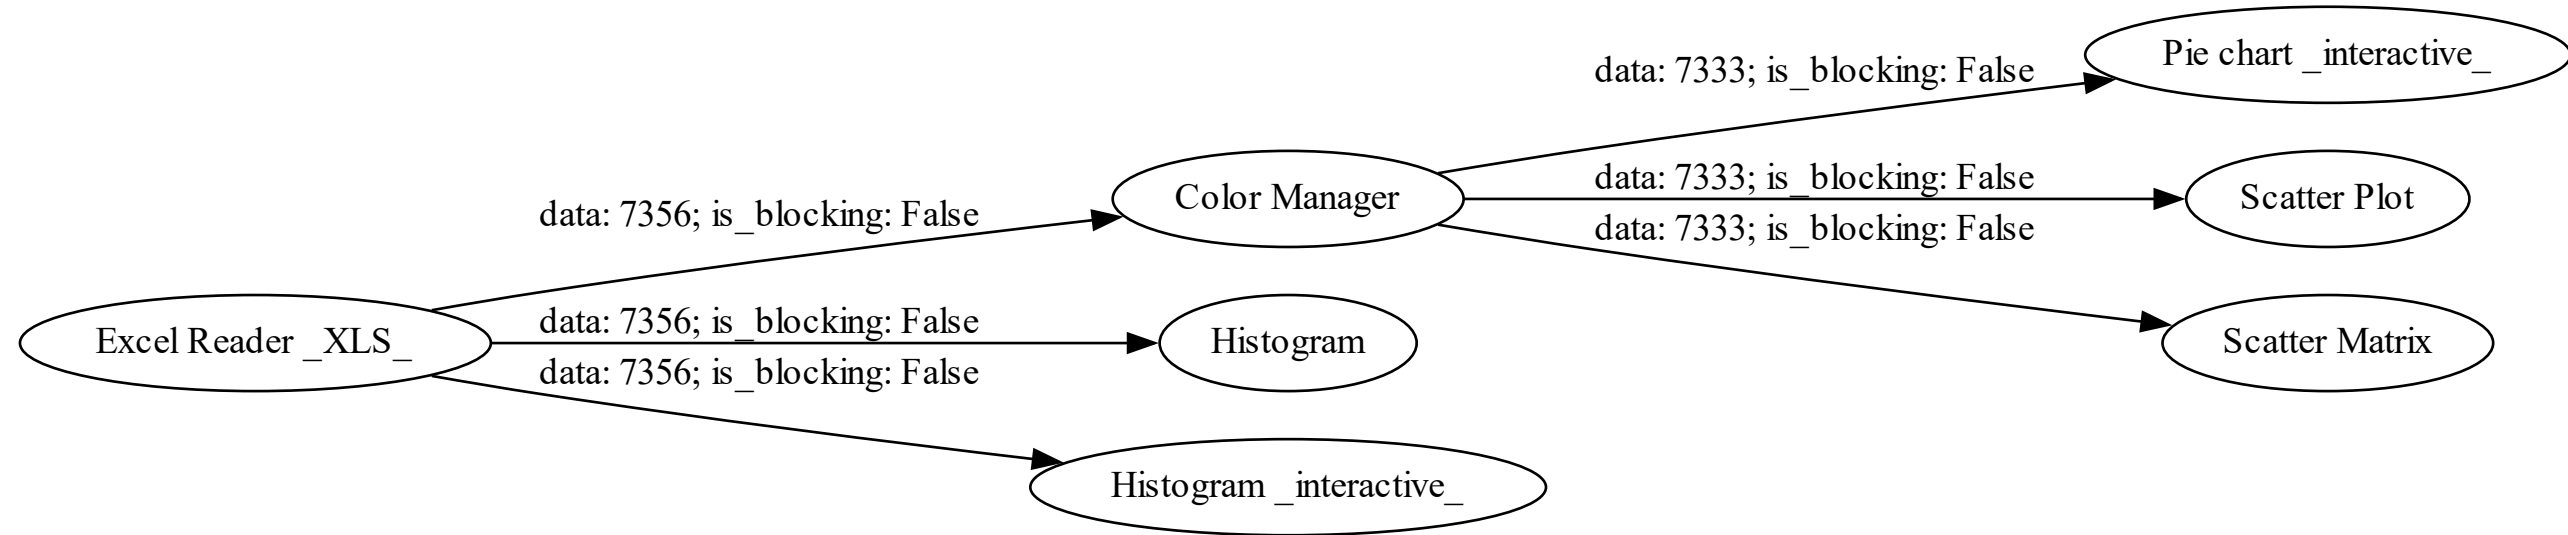 Pie chart _interactive_
data: 7333; is_blocking: False
data: 7333; is_blocking: False
Color Manager
Scatter Plot
data: 7356; is_blocking: False
data: 7333; is_blocking: False
data: 7356; is_blocking: False
Excel Reader _XLS_
Histogram
Scatter Matrix
data: 7356; is_blocking: False
Histogram _interactive_